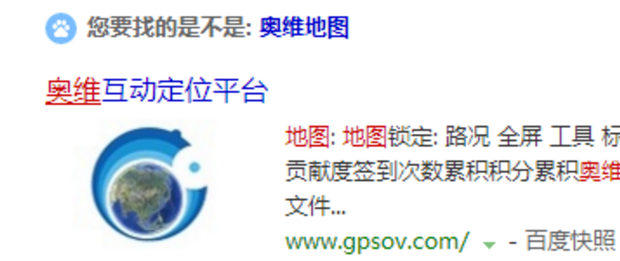 您要找的是不是: 奥维地图
奥维互动定位平台
地图: 地图锁定: 路况 全屏 工具 标
贡献度签到次数累积积分累积奥维
文件...
www.gpsov.com/ - 百度快照